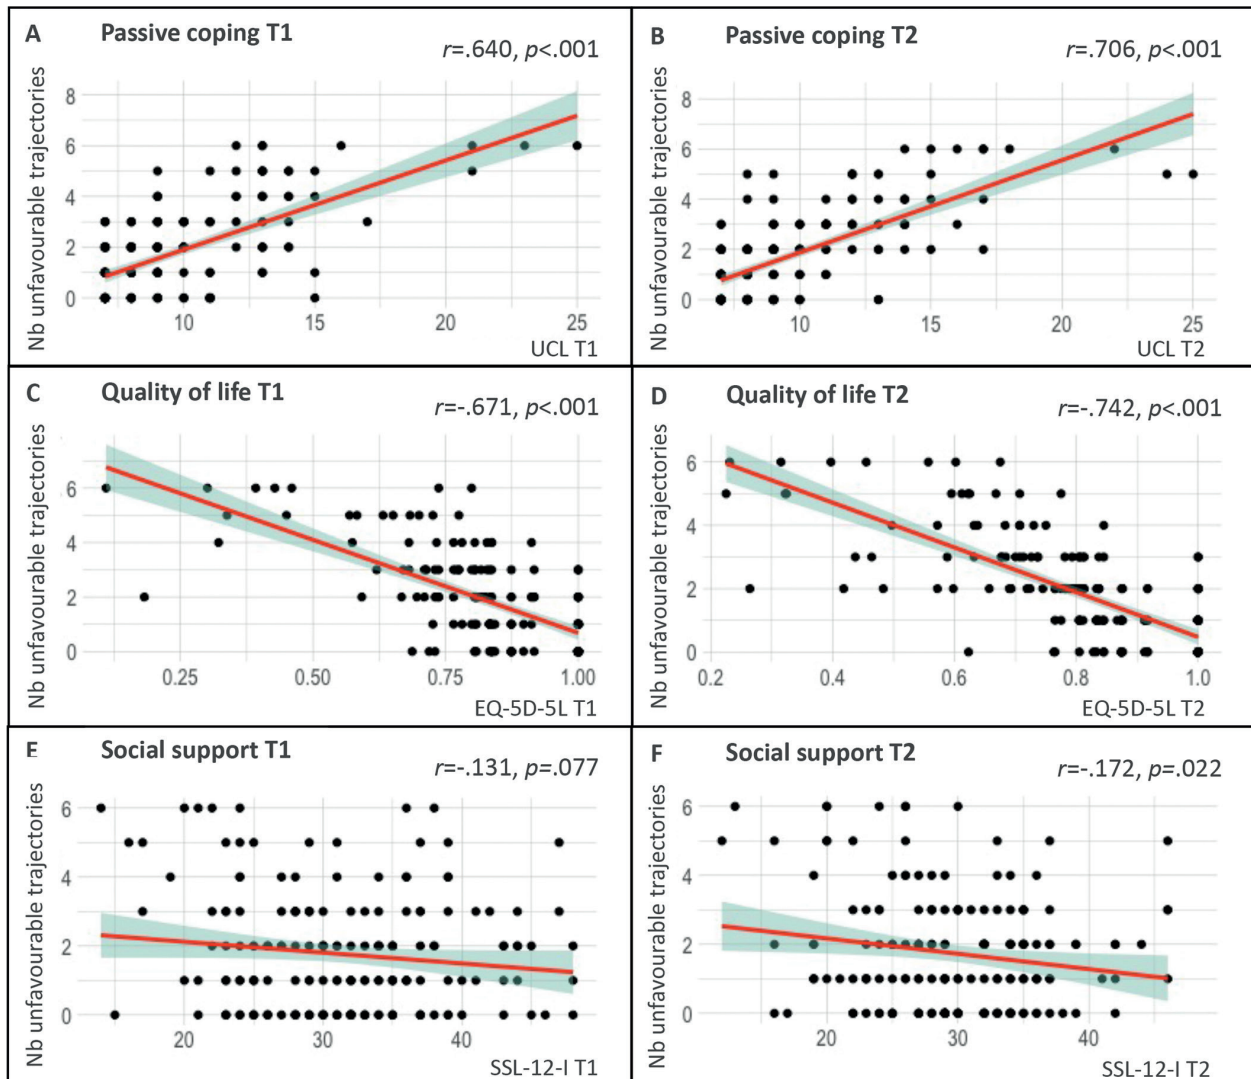 A Passive coping T1
r=.640, p<.001
Nb unfavourable trajectories
8
6
4
2
0
10 15 20 25
UCL T1
B Passive coping T2
r=.706, p<.001
Nb unfavourable trajectories
8
6
4
2
0
10 15 20 25
UCL T2
C Quality of life T1
r=-.671, p<.001
Nb unfavourable trajectories
6
4
2
0
0.25 0.50 0.75 1.00
EQ-5D-5L T1
D Quality of life T2
r=-.742, p<.001
Nb unfavourable trajectories
6
4
2
0
0.2 0.4 0.6 0.8 1.0
EQ-5D-5L T2
E Social support T1
r=-.131, p=.077
Nb unfavourable trajectories
6
4
2
0
20 30 40
SSL-12-I T1
F Social support T2
r=-.172, p=.022
Nb unfavourable trajectories
6
4
2
0
20 30 40
SSL-12-I T2